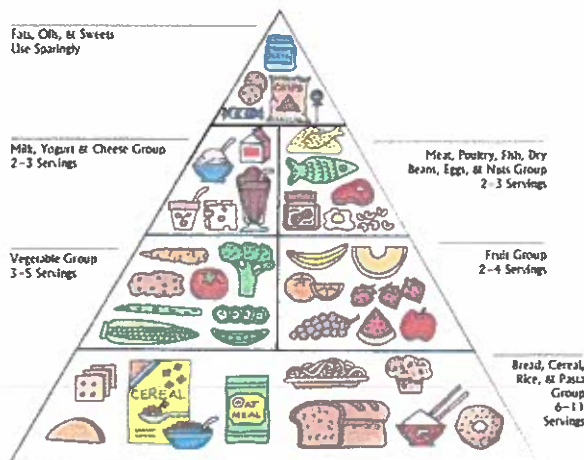 Fats, Oils, & Sweets
Use Sparingly
CHIPS
Milk, Yogurt & Cheese Group
2-3 Servings
Meat, Poultry, Fish, Dry
Beans, Eggs, & Nuts Group
2-3 Servings
Vegetable Group
3-5 Servings
Fruit Group
2-4 Servings
Bread, Cereal,
Rice, & Pasta
Group
6-11
Servings
CEREAL
OAT
MEAL